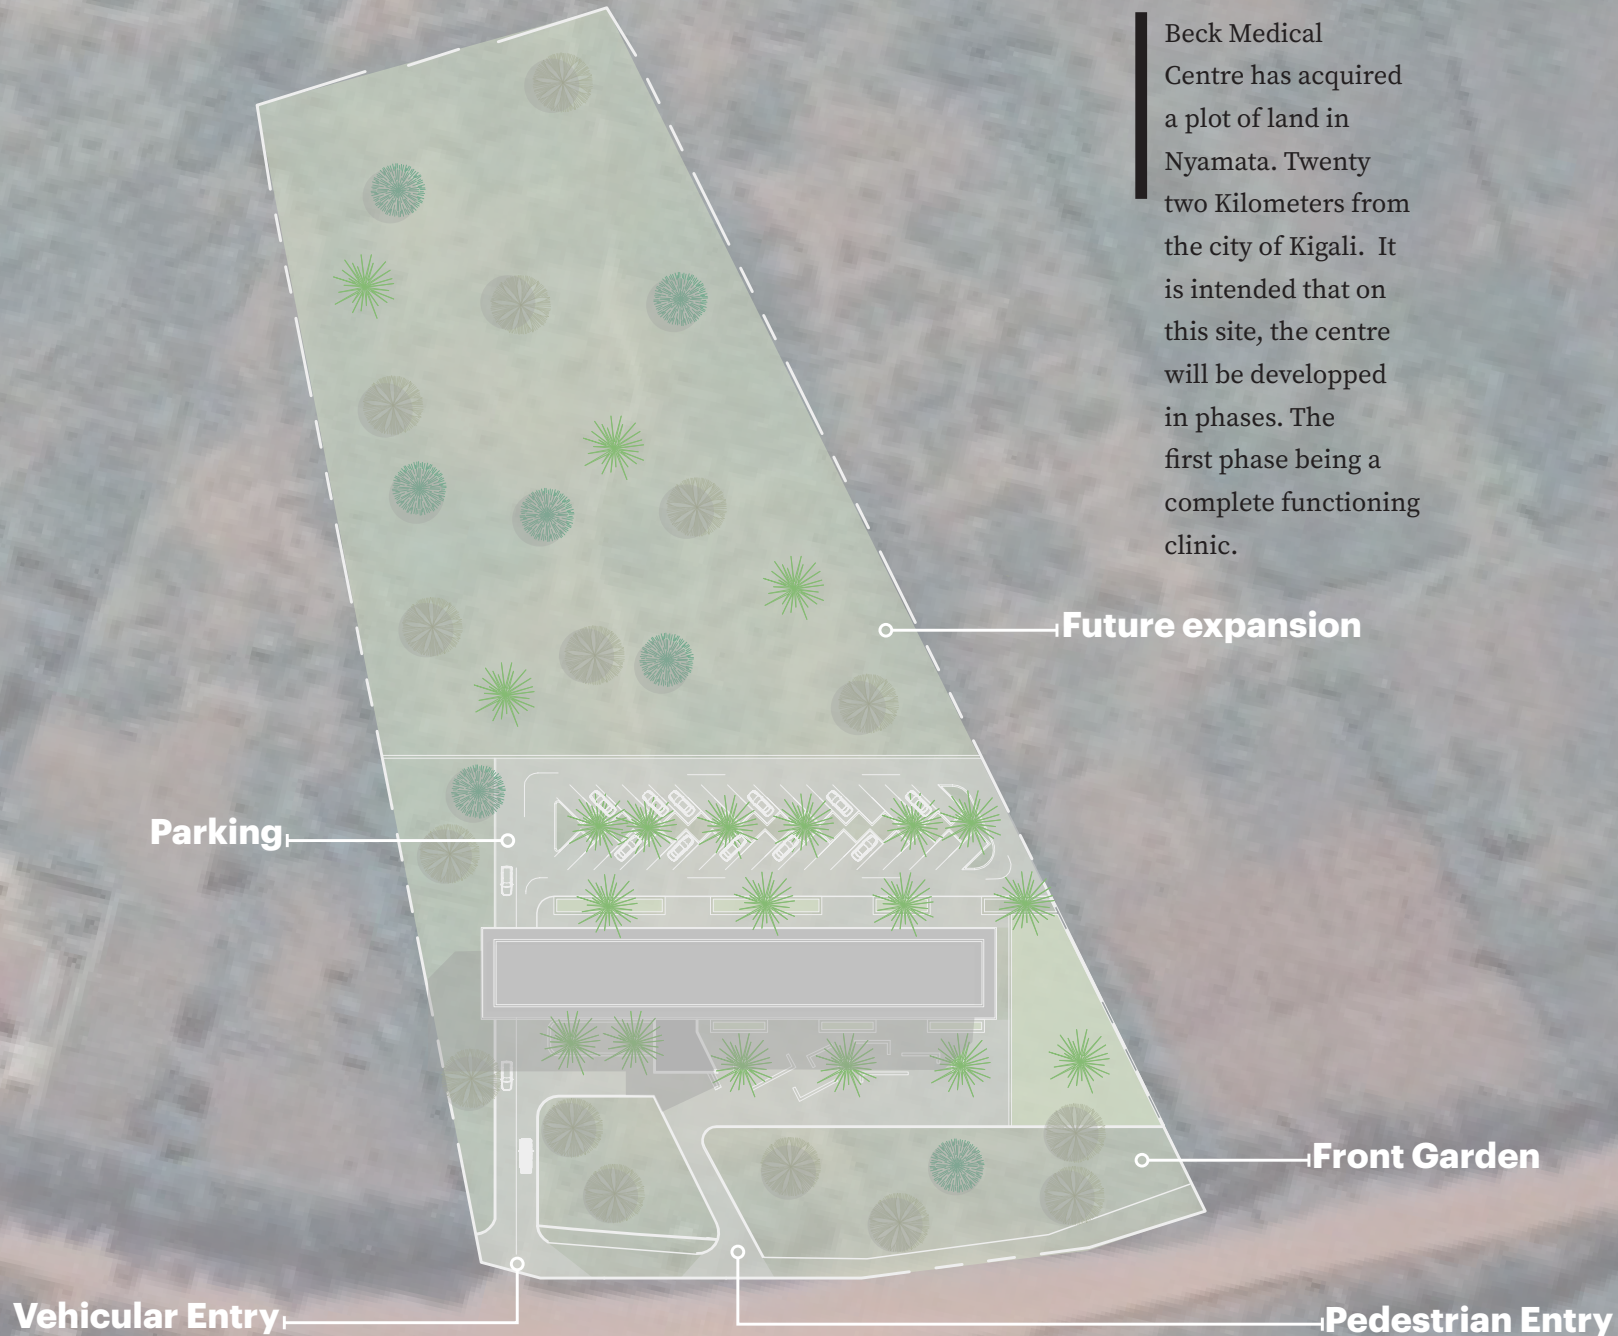 Beck Medical
Centre has acquired
a plot of land in
Nyamata. Twenty
two Kilometers from
the city of Kigali.  It
is intended that on
this site, the centre
will be developped
in phases. The
first phase being a
complete functioning
clinic.
Future expansion
Parking
Front Garden
Vehicular Entry
Pedestrian Entry